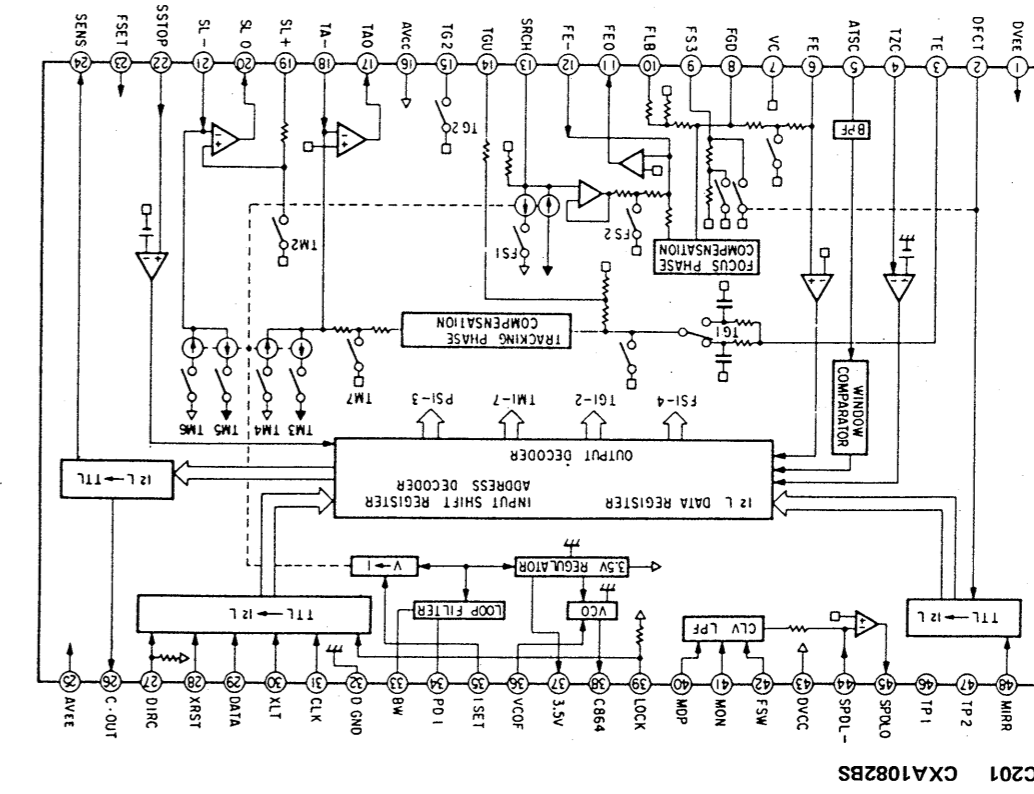 C201 CXA1082BS
MIRR
TP2
TP1
SPDLO
SPDL-
DVCC
FSW
MON
MDP
LOCK
C864
3.5V
VCOF
ISET
PDI
BW
D GND
CLK
XLT
DATA
XRST
DIRC
C·OUT
AVEE
48 47 46 45 44 43 42 41 40 39 38 37 36 35 34 33 32 31 30 29 28 27 26 25
TTL → I2L
CLV LPF
VCO
LOOP FILTER
TTL → I2L
3.5V REGULATOR
V → I
I2L DATA REGISTER
INPUT SHIFT REGISTER
ADDRESS DECODER
OUTPUT DECODER
I2L → TTL
FS1-4
TG1-2
TM1-7
PS1-3
WINDOW
COMPARATOR
TM7
TM3
TM4
TM5
TM6
TG1
TRACKING PHASE
COMPENSATION
FOCUS PHASE
COMPENSATION
FS2
FS1
TM2
BPF
TG2
1 2 3 4 5 6 7 8 9 10 11 12 13 14 15 16 17 18 19 20 21 22 23 24
DVEE
DFCT
TE
TZC
ATSC
FE
VC
FGD
FS3
FLB
FEO
FE-
SRCH
TGU
TG2
AVCC
TAO
TA-
SL+
SLO
SL-
SSTOP
FSET
SENS